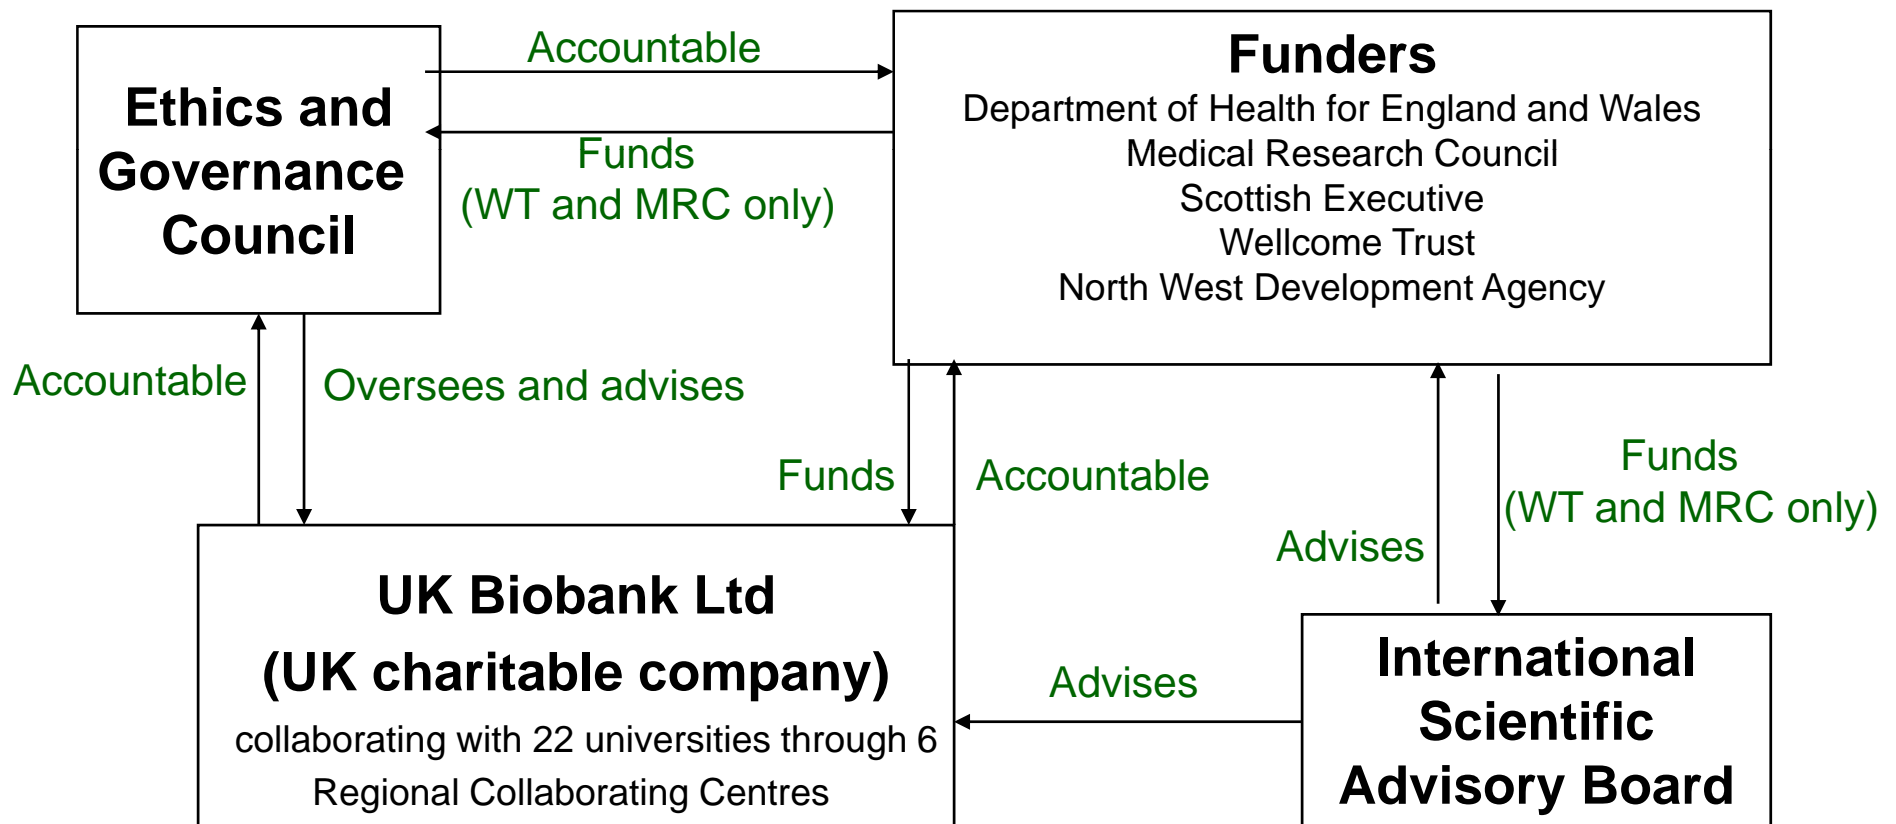 Accountable
Ethics and
Governance
Council
Funds
(WT and MRC only)
Funders
Department of Health for England and Wales
Medical Research Council
Scottish Executive
Wellcome Trust
North West Development Agency
Accountable
Oversees and advises
Funds
Accountable
Advises
Funds
(WT and MRC only)
UK Biobank Ltd
(UK charitable company)
collaborating with 22 universities through 6
Regional Collaborating Centres
Advises
International
Scientific
Advisory Board